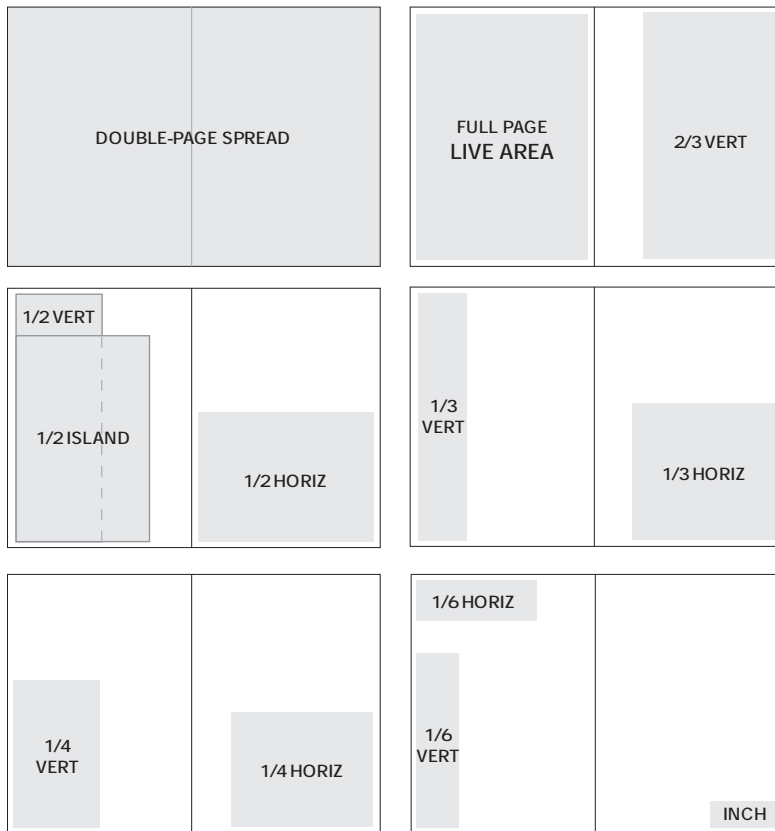 DOUBLE-PAGE SPREAD
FULL PAGE
LIVE AREA
2/3 VERT
1/2 VERT
1/2 ISLAND
1/2 HORIZ
1/3
VERT
1/3 HORIZ
1/4
VERT
1/4 HORIZ
1/6 HORIZ
1/6
VERT
INCH